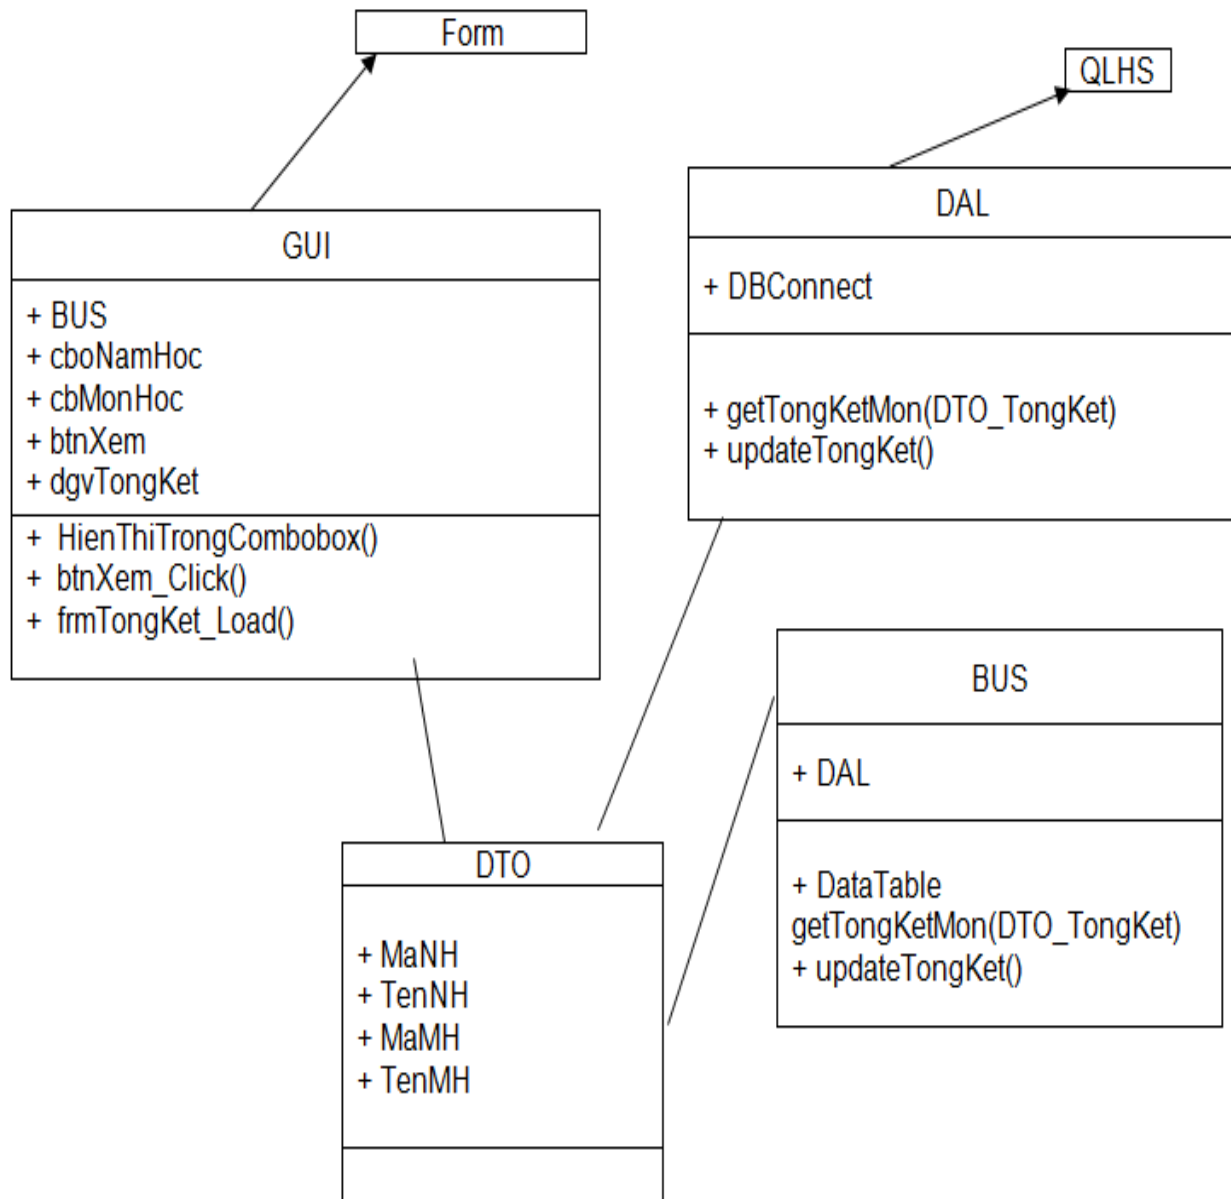 Form
QLHS
GUI
+ BUS
+ cboNamHoc
+ cbMonHoc
+ btnXem
+ dgvTongKet
+ HienThiTrongCombobox()
+ btnXem_Click()
+ frmTongKet_Load()
DAL
+ DBConnect
+ getTongKetMon(DTO_TongKet)
+ updateTongKet()
BUS
+ DAL
+ DataTable
getTongKetMon(DTO_TongKet)
+ updateTongKet()
DTO
+ MaNH
+ TenNH
+ MaMH
+ TenMH